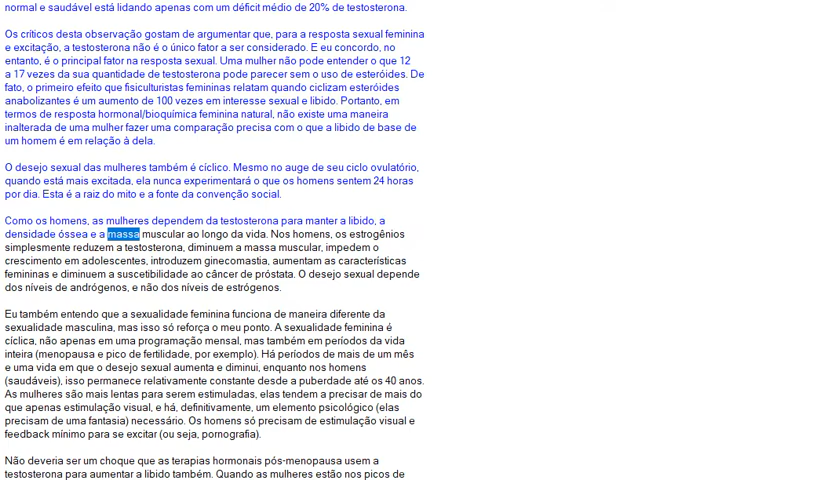 normal e saudável está lidando apenas com um déficit médio de 20% de testosterona.
Os críticos desta observação gostam de argumentar que, para a resposta sexual feminina
e excitação, a testosterona não é o único fator a ser considerado. E eu concordo, no
entanto, é o principal fator na resposta sexual. Uma mulher não pode entender o que 12
a 17 vezes da sua quantidade de testosterona pode parecer sem o uso de esteróides. De
fato, o primeiro efeito que fisiculturistas femininas relatam quando ciclizam esteróides
anabolizantes é um aumento de 100 vezes em interesse sexual e libido. Portanto, em
termos de resposta hormonal/bioquímica feminina natural, não existe uma maneira
inalterada de uma mulher fazer uma comparação precisa com o que a libido de base de
um homem é em relação à dela.
O desejo sexual das mulheres também é cíclico. Mesmo no auge de seu ciclo ovulatório,
quando está mais excitada, ela nunca experimentará o que os homens sentem 24 horas
por dia. Esta é a raiz do mito e a fonte da convenção social.
Como os homens, as mulheres dependem da testosterona para manter a libido, a
densidade óssea e a massa muscular ao longo da vida. Nos homens, os estrogênios
simplesmente reduzem a testosterona, diminuem a massa muscular, impedem o
crescimento em adolescentes, introduzem ginecomastia, aumentam as características
femininas e diminuem a suscetibilidade ao câncer de próstata. O desejo sexual depende
dos níveis de andrógenos, e não dos níveis de estrógenos.
Eu também entendo que a sexualidade feminina funciona de maneira diferente da
sexualidade masculina, mas isso só reforça o meu ponto. A sexualidade feminina é
cíclica, não apenas em uma programação mensal, mas também em períodos da vida
inteira (menopausa e pico de fertilidade, por exemplo). Há períodos de mais de um mês
e uma vida em que o desejo sexual aumenta e diminui, enquanto nos homens
(saudáveis), isso permanece relativamente constante desde a puberdade até os 40 anos.
As mulheres são mais lentas para serem estimuladas, elas tendem a precisar de mais do
que apenas estimulação visual, e há, definitivamente, um elemento psicológico (elas
precisam de uma fantasia) necessário. Os homens só precisam de estimulação visual e
feedback mínimo para se excitar (ou seja, pornografia).
Não deveria ser um choque que as terapias hormonais pós-menopausa usem a
testosterona para aumentar a libido também. Quando as mulheres estão nos picos de